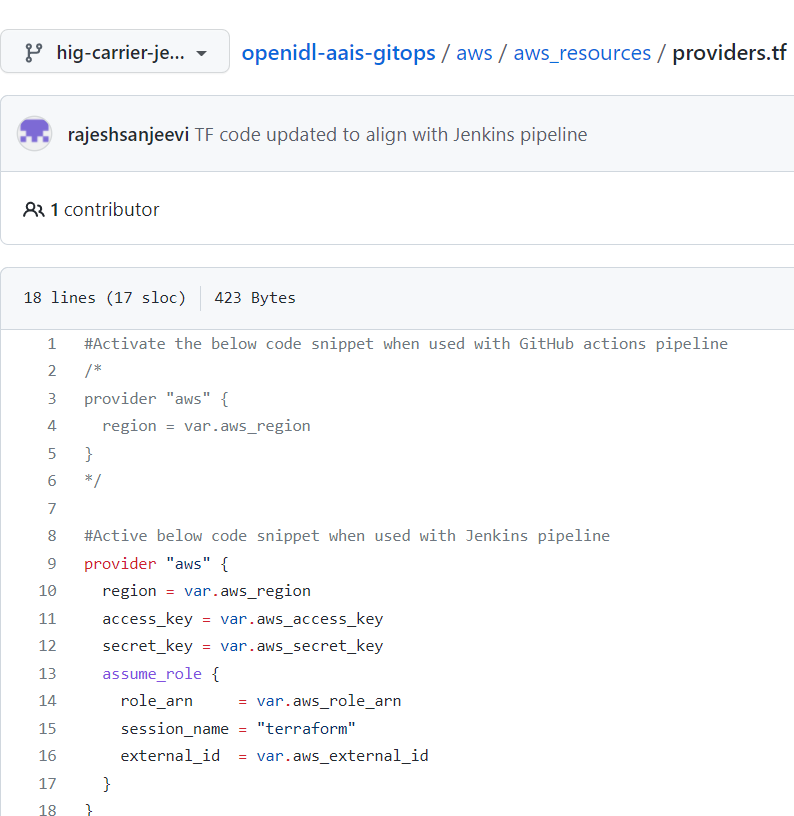 hig-carrier-je... openidl-aais-gitops / aws / aws_resources / providers.tf
rajeshsanjeevi TF code updated to align with Jenkins pipeline
1 contributor
18 lines (17 sloc) 423 Bytes
1 #Activate the below code snippet when used with GitHub actions pipeline
2 /*
3 provider "aws" {
4   region = var.aws_region
5 }
6 */
7
8 #Active below code snippet when used with Jenkins pipeline
9 provider "aws" {
10   region = var.aws_region
11   access_key = var.aws_access_key
12   secret_key = var.aws_secret_key
13   assume_role {
14     role_arn     = var.aws_role_arn
15     session_name = "terraform"
16     external_id  = var.aws_external_id
17   }
18 }